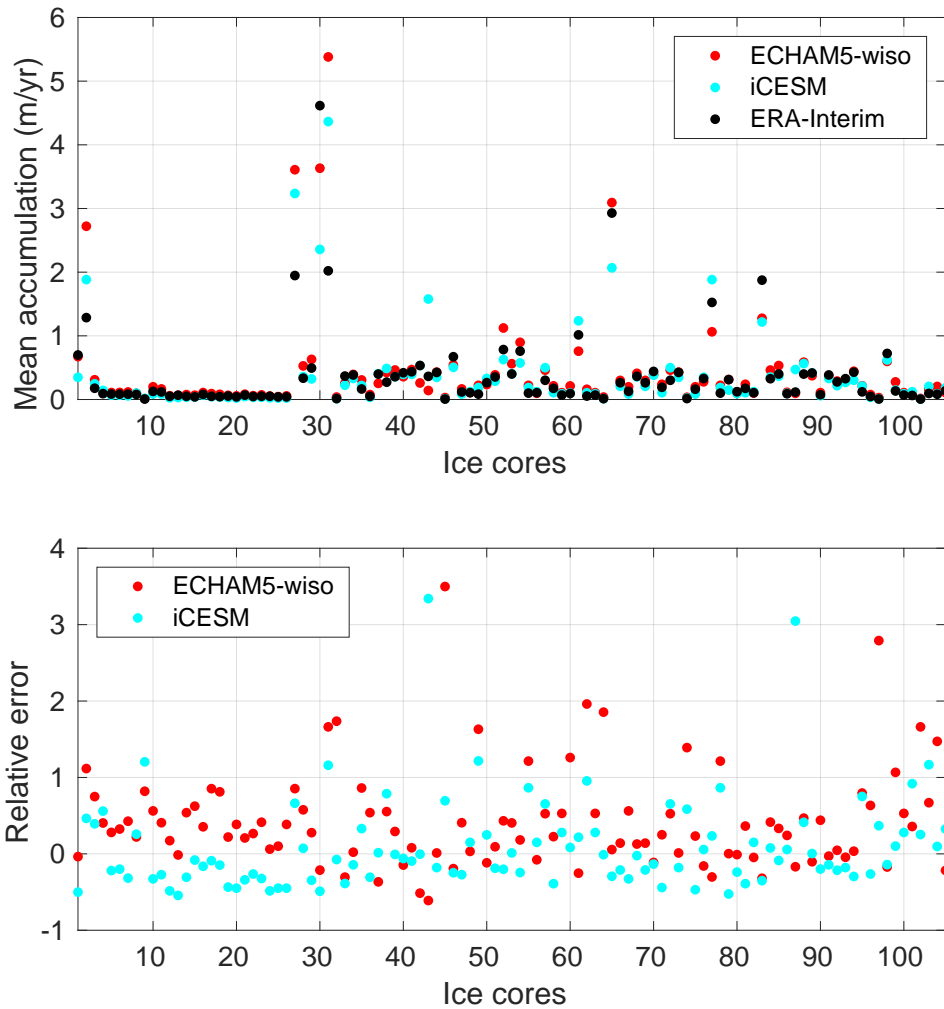 6
5
4
3
2
1
0
Mean accumulation (m/yr)
ECHAM5-wiso
iCESM
ERA-Interim
10 20 30 40 50 60 70 80 90 100
Ice cores
4
3
2
1
0
-1
Relative error
ECHAM5-wiso
iCESM
10 20 30 40 50 60 70 80 90 100
Ice cores